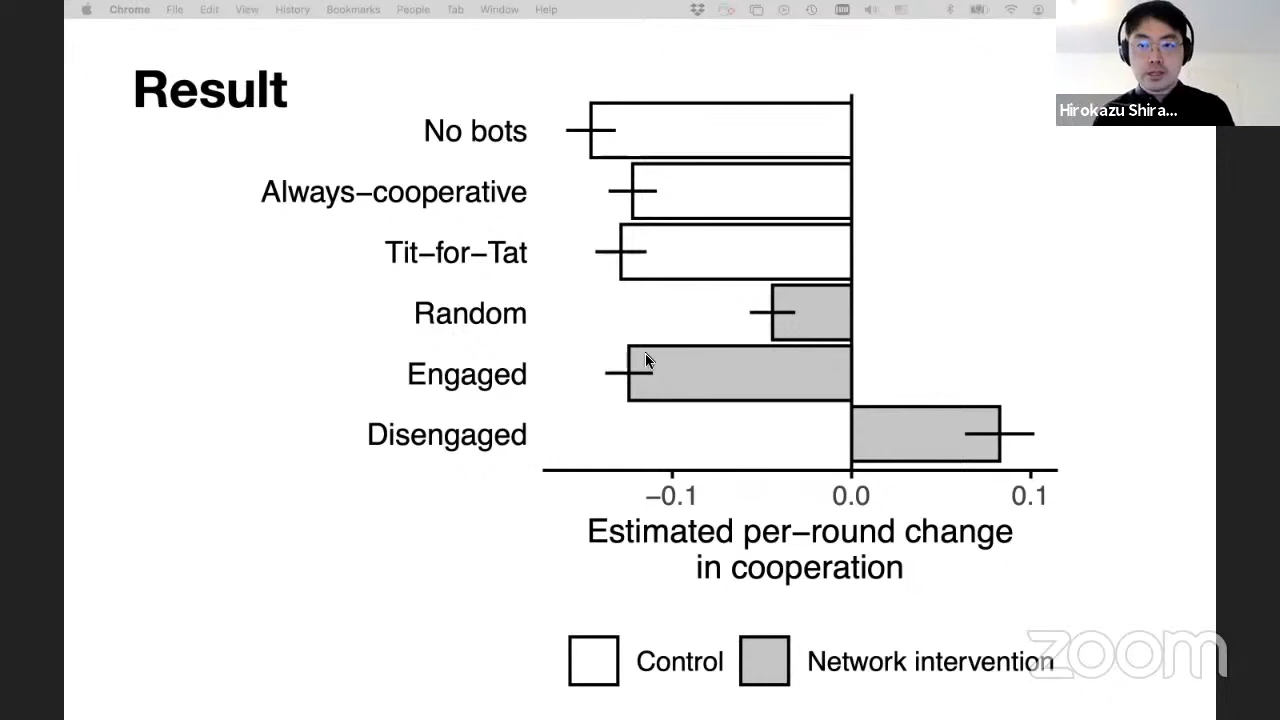 Chrome File Edit View History Bookmarks People Tab Window Help
Hirokazu Shira...
Result
No bots
Always−cooperative
Tit−for−Tat
Random
Engaged
Disengaged
−0.1 0.0 0.1
Estimated per−round change
in cooperation
Control Network intervention
zoom